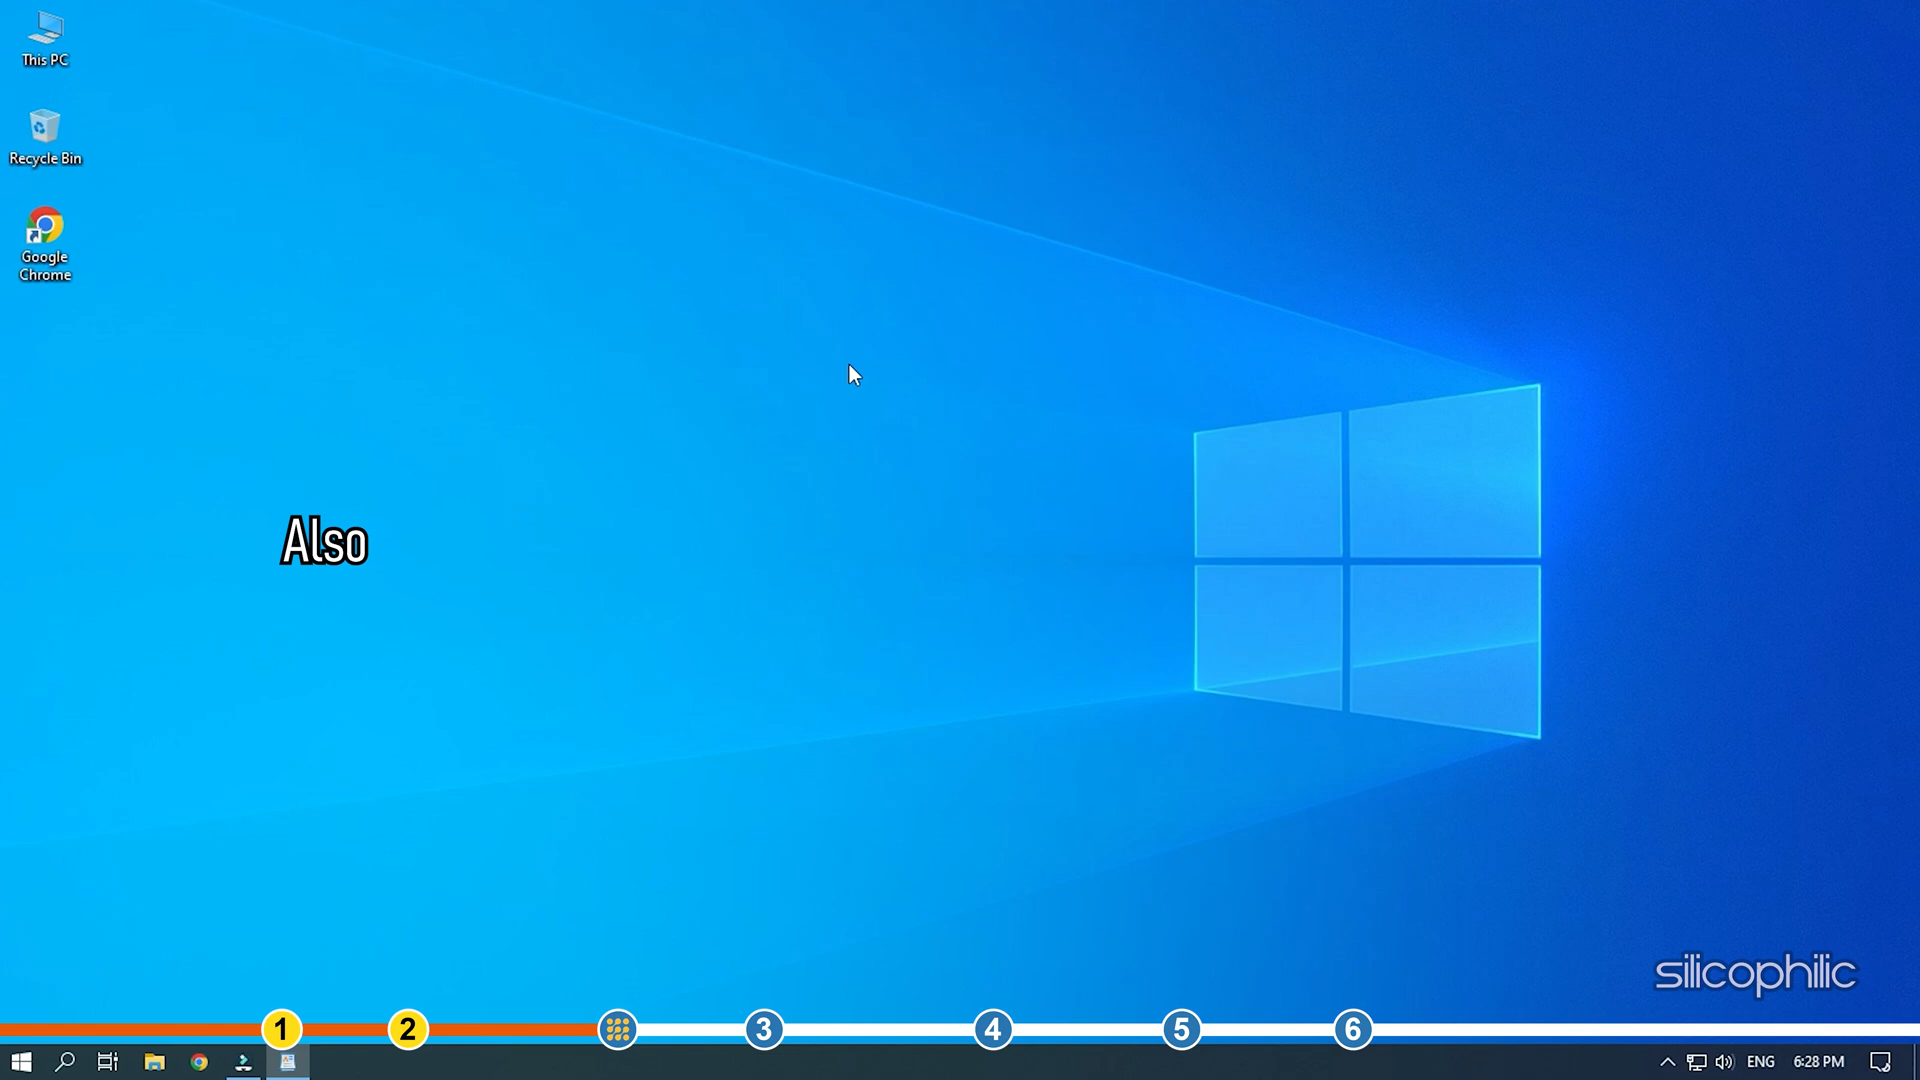 This PC
Recycle Bin
Google
Chrome
Also
silicophilic
1
2
3
4
5
6
ENG
6:28 PM